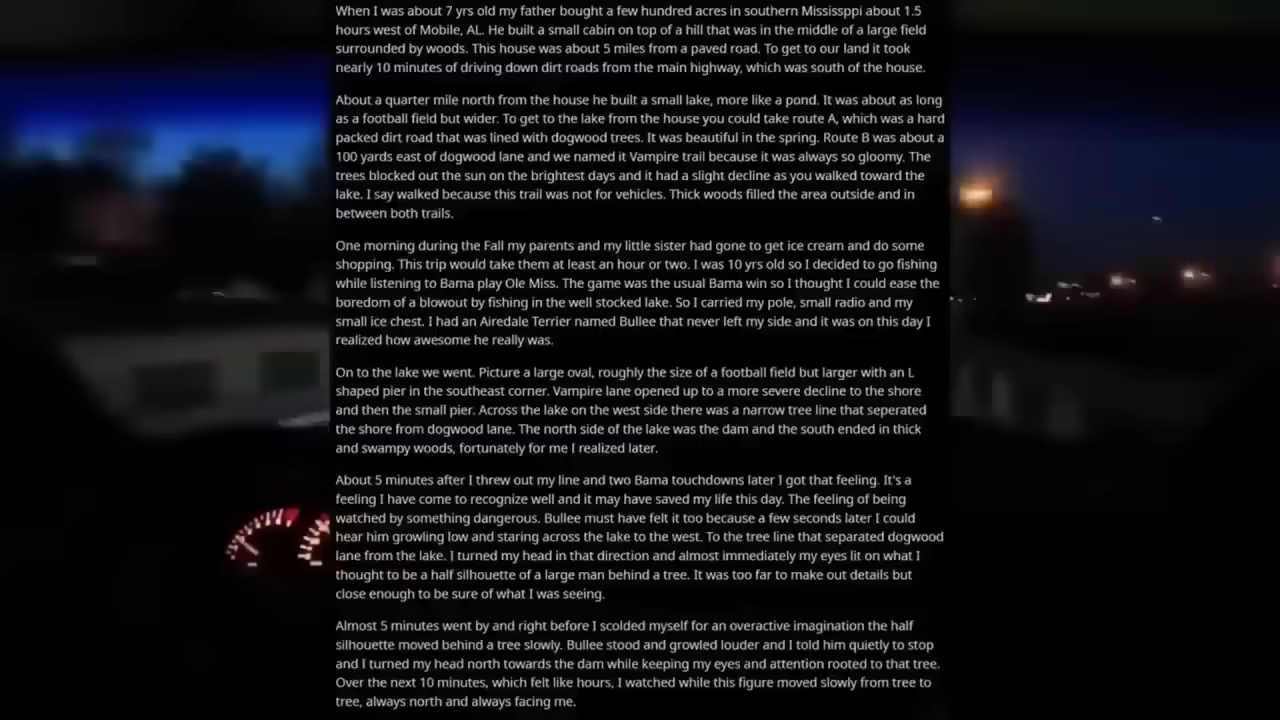 When I was about 7 yrs old my father bought a few hundred acres in southern Mississppi about 1.5
hours west of Mobile, AL. He built a small cabin on top of a hill that was in the middle of a large field
surrounded by woods. This house was about 5 miles from a paved road. To get to our land it took
nearly 10 minutes of driving down dirt roads from the main highway, which was south of the house.
About a quarter mile north from the house he built a small lake, more like a pond. It was about as long
as a football field but wider. To get to the lake from the house you could take route A, which was a hard
packed dirt road that was lined with dogwood trees. It was beautiful in the spring. Route B was about a
100 yards east of dogwood lane and we named it Vampire trail because it was always so gloomy. The
trees blocked out the sun on the brightest days and it had a slight decline as you walked toward the
lake. I say walked because this trail was not for vehicles. Thick woods filled the area outside and in
between both trails.
One morning during the Fall my parents and my little sister had gone to get ice cream and do some
shopping. This trip would take them at least an hour or two. I was 10 yrs old so I decided to go fishing
while listening to Bama play Ole Miss. The game was the usual Bama win so I thought I could ease the
boredom of a blowout by fishing in the well stocked lake. So I carried my pole, small radio and my
small ice chest. I had an Airedale Terrier named Bullee that never left my side and it was on this day I
realized how awesome he really was.
On to the lake we went. Picture a large oval, roughly the size of a football field but larger with an L
shaped pier in the southeast corner. Vampire lane opened up to a more severe decline to the shore
and then the small pier. Across the lake on the west side there was a narrow tree line that seperated
the shore from dogwood lane. The north side of the lake was the dam and the south ended in thick
and swampy woods, fortunately for me I realized later.
About 5 minutes after I threw out my line and two Bama touchdowns later I got that feeling. It's a
feeling I have come to recognize well and it may have saved my life this day. The feeling of being
watched by something dangerous. Bullee must have felt it too because a few seconds later I could
hear him growling low and staring across the lake to the west. To the tree line that separated dogwood
lane from the lake. I turned my head in that direction and almost immediately my eyes lit on what I
thought to be a half silhouette of a large man behind a tree. It was too far to make out details but
close enough to be sure of what I was seeing.
Almost 5 minutes went by and right before I scolded myself for an overactive imagination the half
silhouette moved behind a tree slowly. Bullee stood and growled louder and I told him quietly to stop
and I turned my head north towards the dam while keeping my eyes and attention rooted to that tree.
Over the next 10 minutes, which felt like hours, I watched while this figure moved slowly from tree to
tree, always north and always facing me.